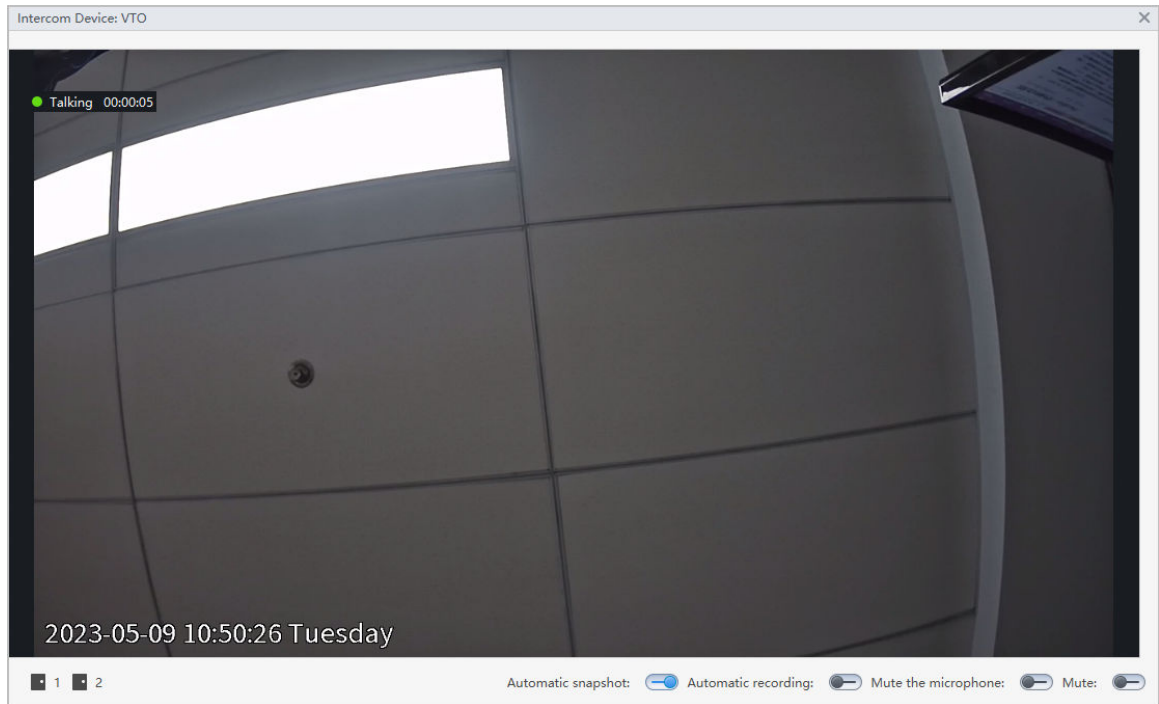 Intercom Device: VTO
Talking 00:00:05
2023-05-09 10:50:26 Tuesday
1 2 Automatic snapshot: Automatic recording: Mute the microphone: Mute: